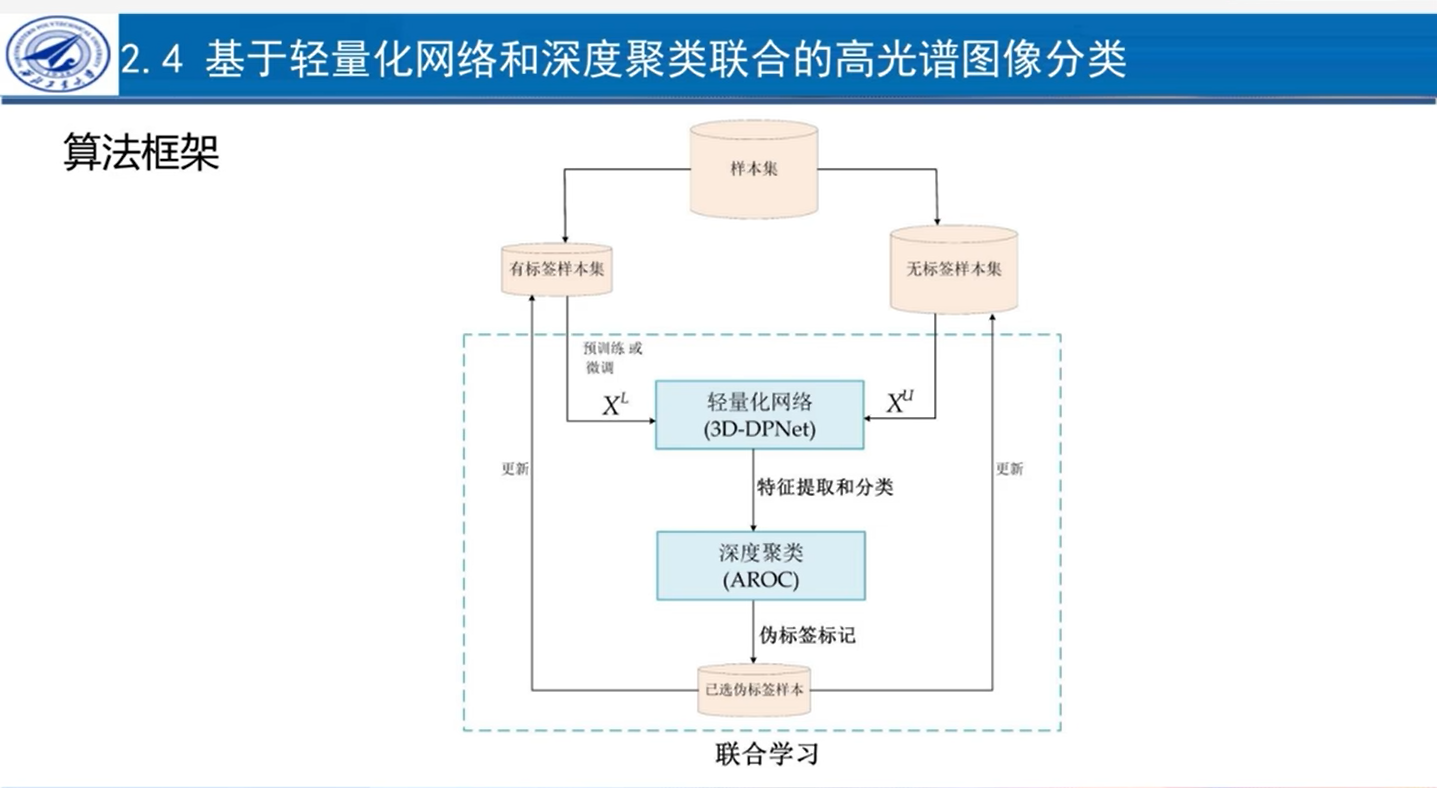 2.4 基于轻量化网络和深度聚类联合的高光谱图像分类
算法框架
样本集
有标签样本集
无标签样本集
预训练 或
微调
X^L
轻量化网络
(3D-DPNet)
X^U
更新
特征提取和分类
更新
深度聚类
(AROC)
伪标签标记
已选伪标签样本
联合学习